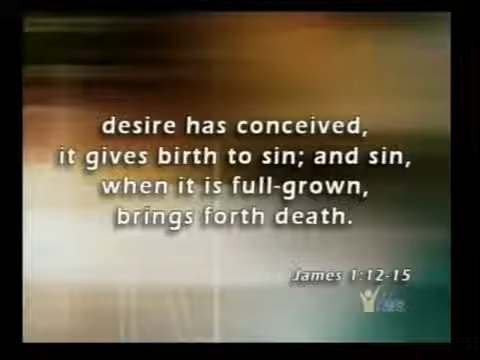 desire has conceived,
it gives birth to sin; and sin,
when it is full-grown,
brings forth death.
James 1:12-15